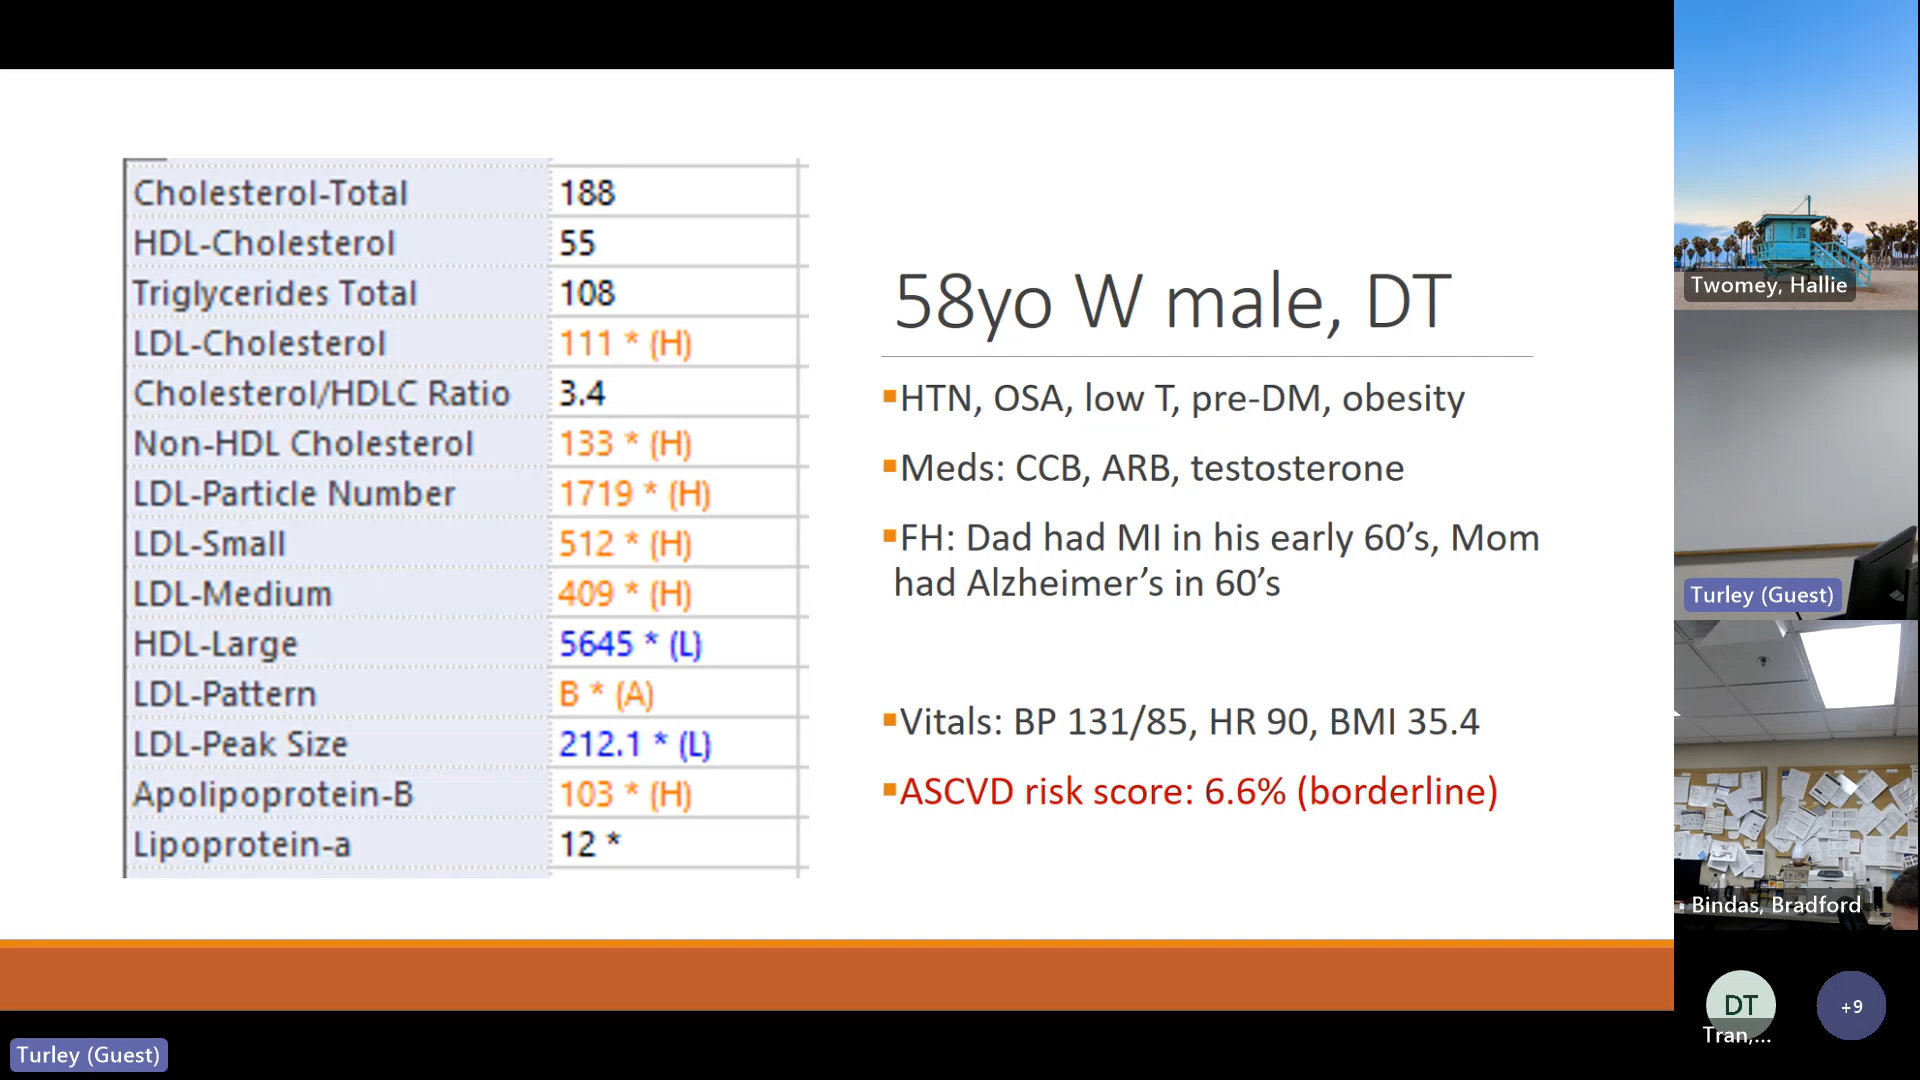 Cholesterol-Total 188
HDL-Cholesterol 55
Triglycerides Total 108
LDL-Cholesterol 111 * (H)
Cholesterol/HDLC Ratio 3.4
Non-HDL Cholesterol 133 * (H)
LDL-Particle Number 1719 * (H)
LDL-Small 512 * (H)
LDL-Medium 409 * (H)
HDL-Large 5645 * (L)
LDL-Pattern B * (A)
LDL-Peak Size 212.1 * (L)
Apolipoprotein-B 103 * (H)
Lipoprotein-a 12 *
58yo W male, DT
▪HTN, OSA, low T, pre-DM, obesity
▪Meds: CCB, ARB, testosterone
▪FH: Dad had MI in his early 60’s, Mom
had Alzheimer’s in 60’s
▪Vitals: BP 131/85, HR 90, BMI 35.4
▪ASCVD risk score: 6.6% (borderline)
Twomey, Hallie
Turley (Guest)
Bindas, Bradford
DT
Tran,...
+9
Turley (Guest)